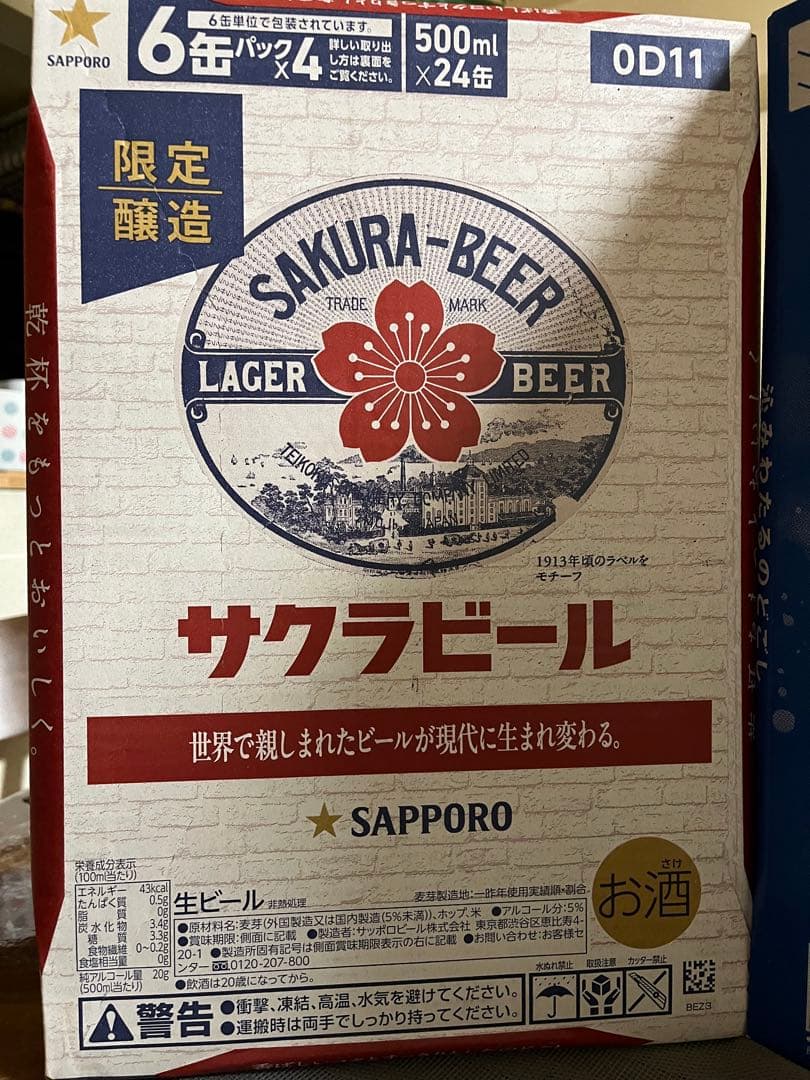 SAPPORO
6缶単位で包装されています。
6缶パック×4
詳しい取り出
し方は裏面を
ご覧ください。
500ml
×24缶
0D11
限定
醸造
SAKURA-BEER
TRADE MARK
LAGER BEER
1913年頃のラベルを
モチーフ
サクラビール
世界で親しまれたビールが現代に生まれ変わる。
SAPPORO
乾杯をもっとおいしく。
沁みわたるのどごし
さけ
お酒
栄養成分表示
(100ml当たり)
エネルギー 43kcal
たんぱく質 0.5g
脂質 0g
炭水化物 3.4g
糖質 3.3g
食物繊維 0~0.2g
食塩相当量 0g
純アルコール量 20g
(500ml当たり)
生ビール 非熱処理
麦芽製造地:一昨年使用実績順・割合
●原材料名:麦芽(外国製造又は国内製造(5%未満))、ホップ、米 ●アルコール分:5%
●賞味期限:側面に記載 ●製造者:サッポロビール株式会社 東京都渋谷区恵比寿4-
20-1 ●製造所固有記号は側面賞味期限表示の右に記載 ●お問い合わせ:お客様セ
ンター 0120-207-800
●飲酒は20歳になってから。
警告
●衝撃、凍結、高温、水気を避けてください。
●運搬時は両手でしっかり持ってください。
水ぬれ禁止
取扱注意
カッター禁止
BEZ3